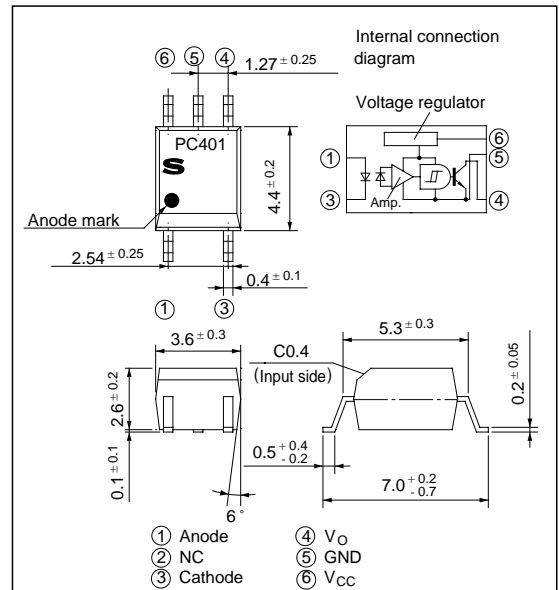 Internal connection
diagram
⑥ ⑤ ④
1.27 ± 0.25
Voltage regulator
PC401
S
4.4 ± 0.2
Anode mark
① ③ ⑥ ⑤ ④
Amp.
2.54 ± 0.25
0.4 ± 0.1
① ③
3.6 ± 0.3
C0.4
(Input side)
5.3 ± 0.3
0.2 ± 0.05
2.6 ± 0.2
0.1 ± 0.1
0.5 + 0.4
- 0.2
7.0 + 0.2
- 0.7
6°
① Anode
② NC
③ Cathode
④ VO
⑤ GND
⑥ VCC